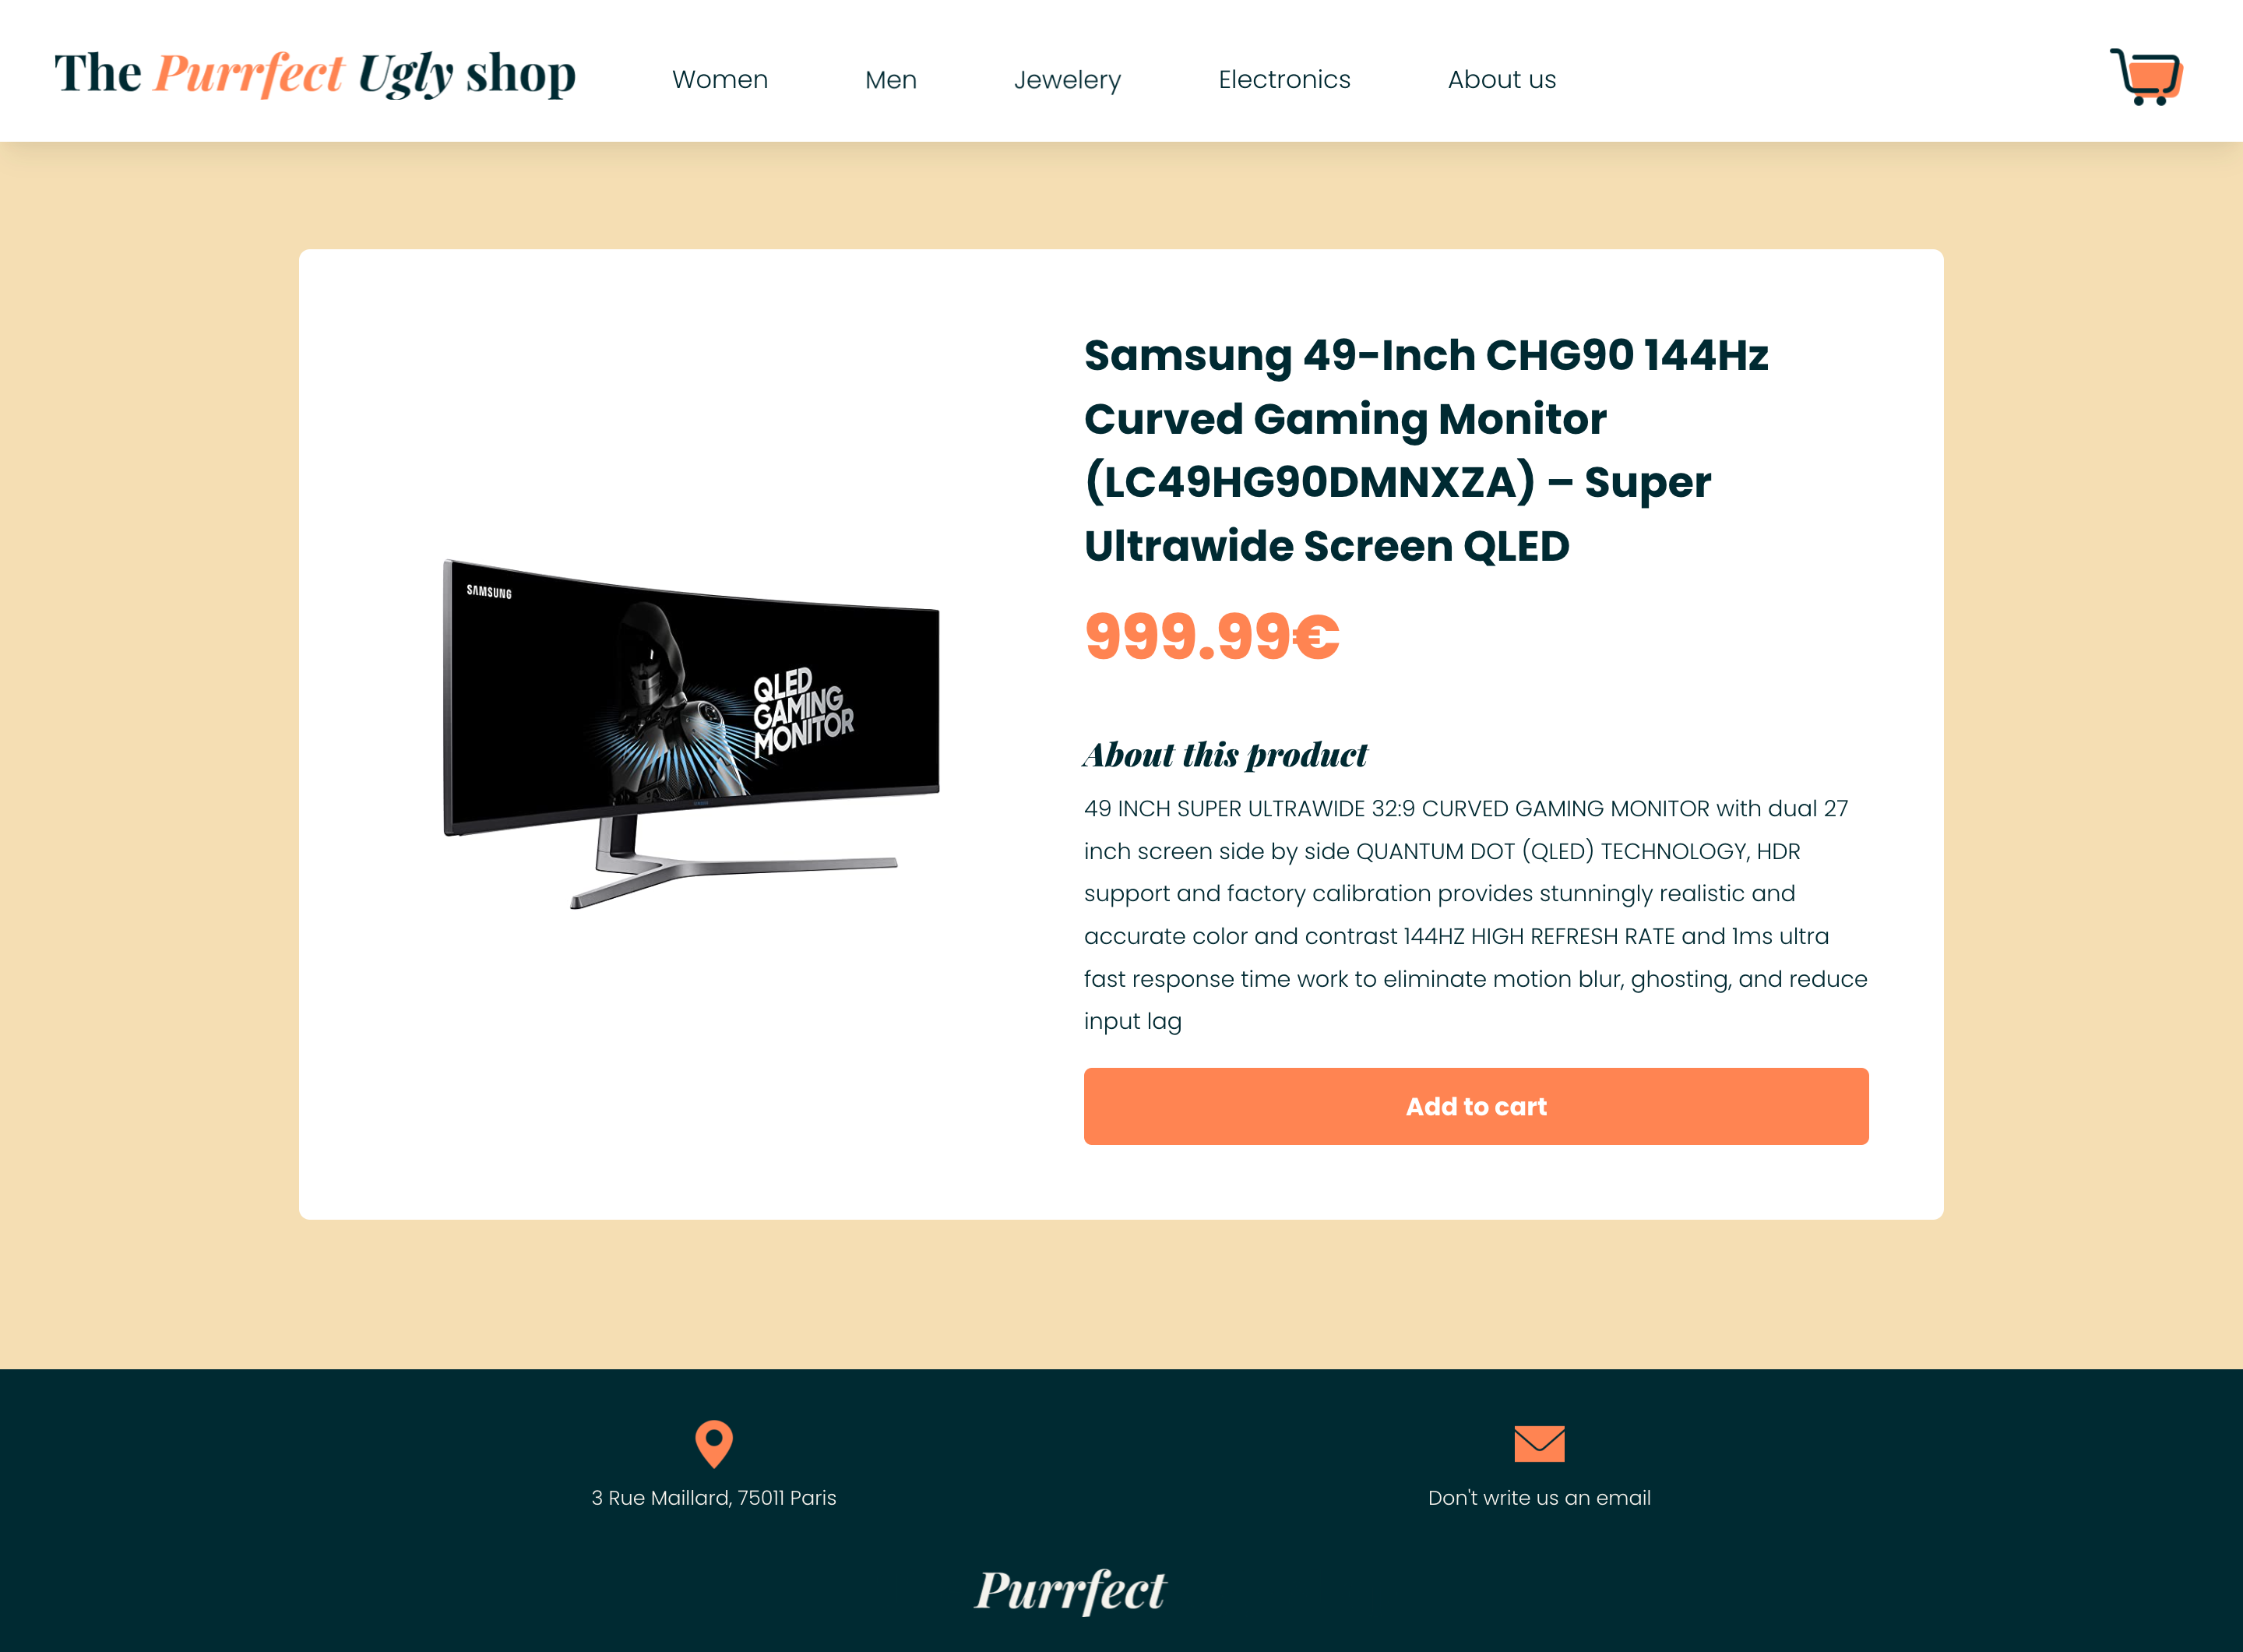 The Purrfect Ugly shop
Women
Men
Jewelery
Electronics
About us
SAMSUNG
QLED
GAMING
MONITOR
Samsung 49-Inch CHG90 144Hz
Curved Gaming Monitor
(LC49HG90DMNXZA) – Super
Ultrawide Screen QLED
999.99€
About this product
49 INCH SUPER ULTRAWIDE 32:9 CURVED GAMING MONITOR with dual 27
inch screen side by side QUANTUM DOT (QLED) TECHNOLOGY, HDR
support and factory calibration provides stunningly realistic and
accurate color and contrast 144HZ HIGH REFRESH RATE and 1ms ultra
fast response time work to eliminate motion blur, ghosting, and reduce
input lag
Add to cart
3 Rue Maillard, 75011 Paris
Don't write us an email
Purrfect